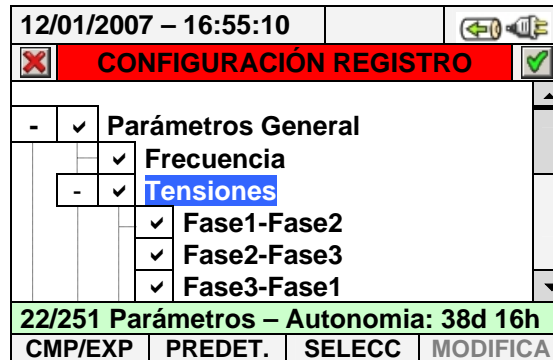 12/01/2007 – 16:55:10
CONFIGURACIÓN REGISTRO
- Parámetros General
Frecuencia
- Tensiones
Fase1-Fase2
Fase2-Fase3
Fase3-Fase1
22/251 Parámetros – Autonomia: 38d 16h
CMP/EXP PREDET. SELECC MODIFICA